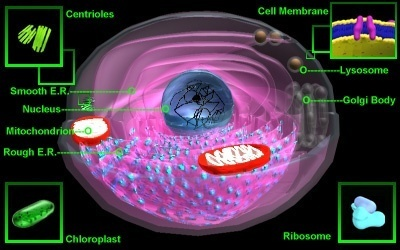 Centrioles
Cell Membrane
Lysosome
Smooth E.R.
Golgi Body
Nucleus
Mitochondrion
Rough E.R.
Chloroplast
Ribosome